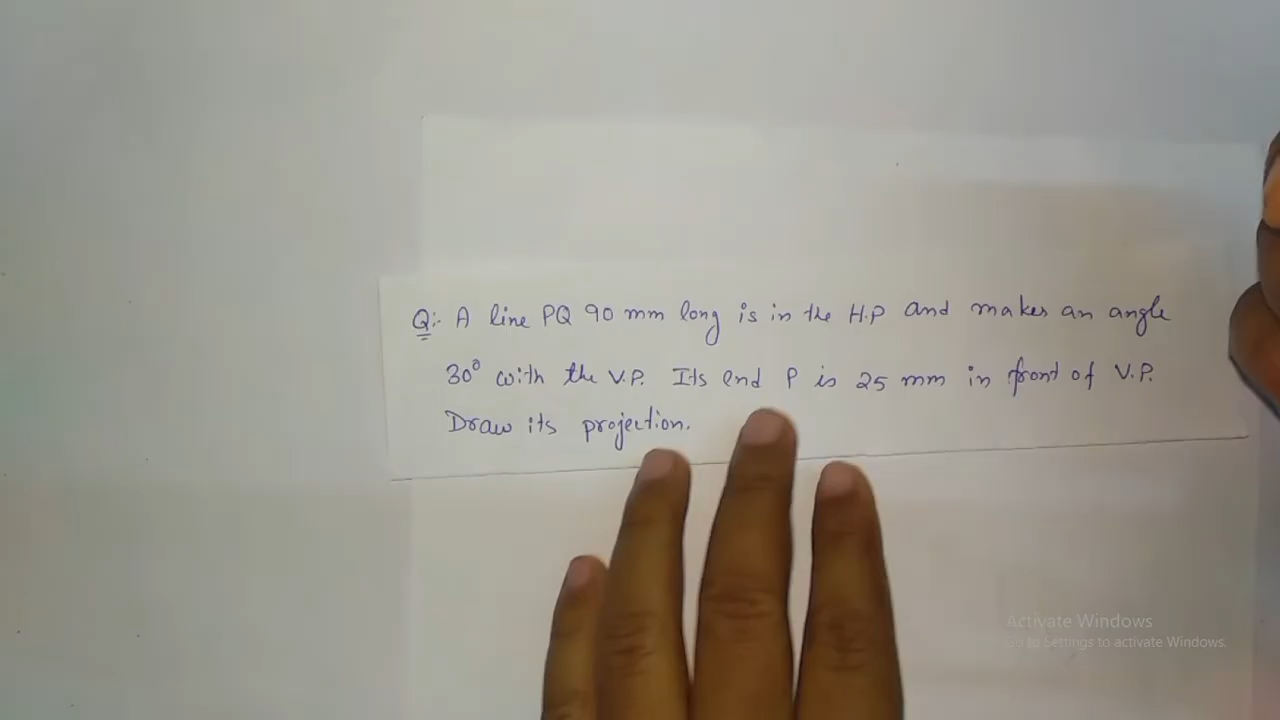 Q:- A line PQ 90 mm long is in the H.P and makes an angle
30° with the V.P. Its end P is 25 mm in front of V.P.
Draw its projection.
Activate Windows
Go to Settings to activate Windows.